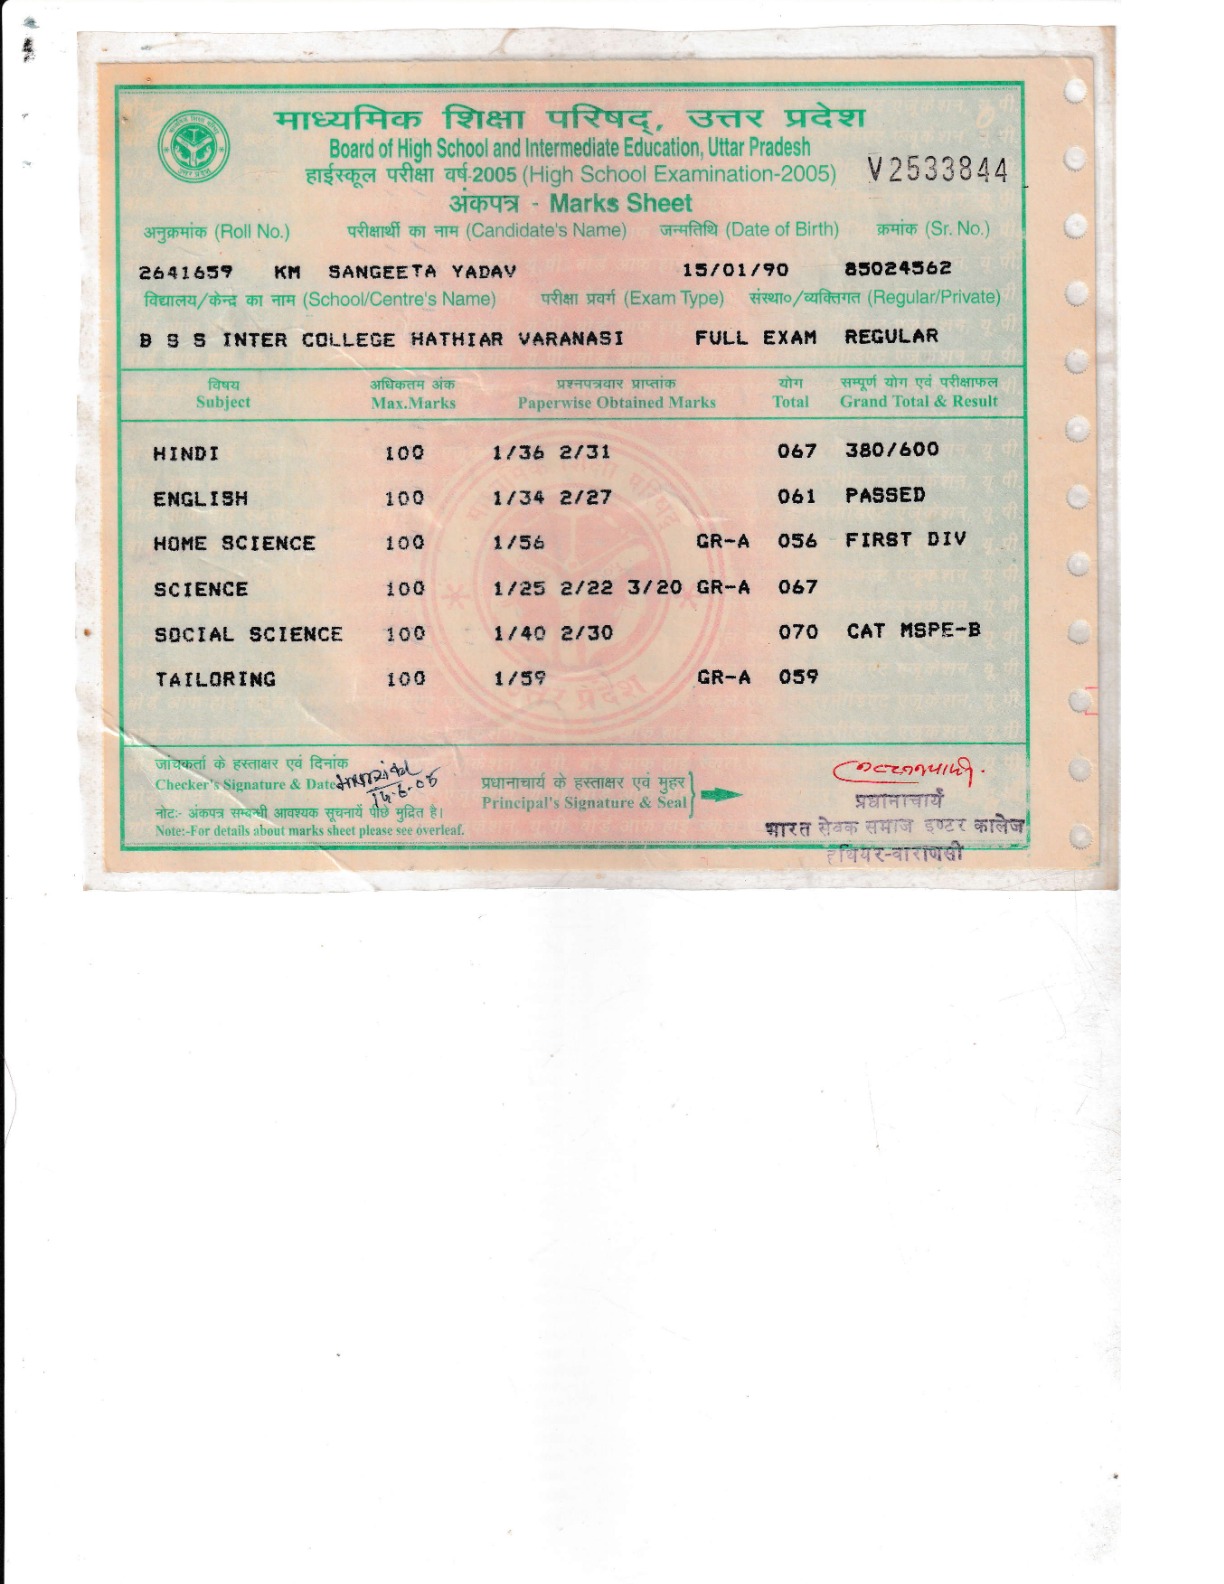 माध्यमिक शिक्षा परिषद्, उत्तर प्रदेश
Board of High School and Intermediate Education, Uttar Pradesh
हाईस्कूल परीक्षा वर्ष-2005 (High School Examination-2005)
V2533844
अंकपत्र - Marks Sheet
अनुक्रमांक (Roll No.) परीक्षार्थी का नाम (Candidate's Name) जन्मतिथि (Date of Birth) क्रमांक (Sr. No.)
2641659 KM SANGEETA YADAV 15/01/90 85024562
विद्यालय/केन्द्र का नाम (School/Centre's Name) परीक्षा प्रवर्ग (Exam Type) संस्था०/व्यक्तिगत (Regular/Private)
B S S INTER COLLEGE HATHIAR VARANASI FULL EXAM REGULAR
विषय अधिकतम अंक प्रश्नपत्रवार प्राप्तांक योग सम्पूर्ण योग एवं परीक्षाफल
Subject Max.Marks Paperwise Obtained Marks Total Grand Total & Result
HINDI 100 1/36 2/31 067 380/600
ENGLISH 100 1/34 2/27 061 PASSED
HOME SCIENCE 100 1/56 GR-A 056 FIRST DIV
SCIENCE 100 1/25 2/22 3/20 GR-A 067
SOCIAL SCIENCE 100 1/40 2/30 070 CAT MSPE-B
TAILORING 100 1/59 GR-A 059
जांचकर्ता के हस्ताक्षर एवं दिनांक
Checker's Signature & Date
प्रधानाचार्य के हस्ताक्षर एवं मुहर
Principal's Signature & Seal
नोट:- अंकपत्र सम्बन्धी आवश्यक सूचनायें पीछे मुद्रित है।
Note:-For details about marks sheet please see overleaf.
प्रधानाचार्य
भारत सेवक समाज इण्टर कालेज
हथियर-वाराणसी